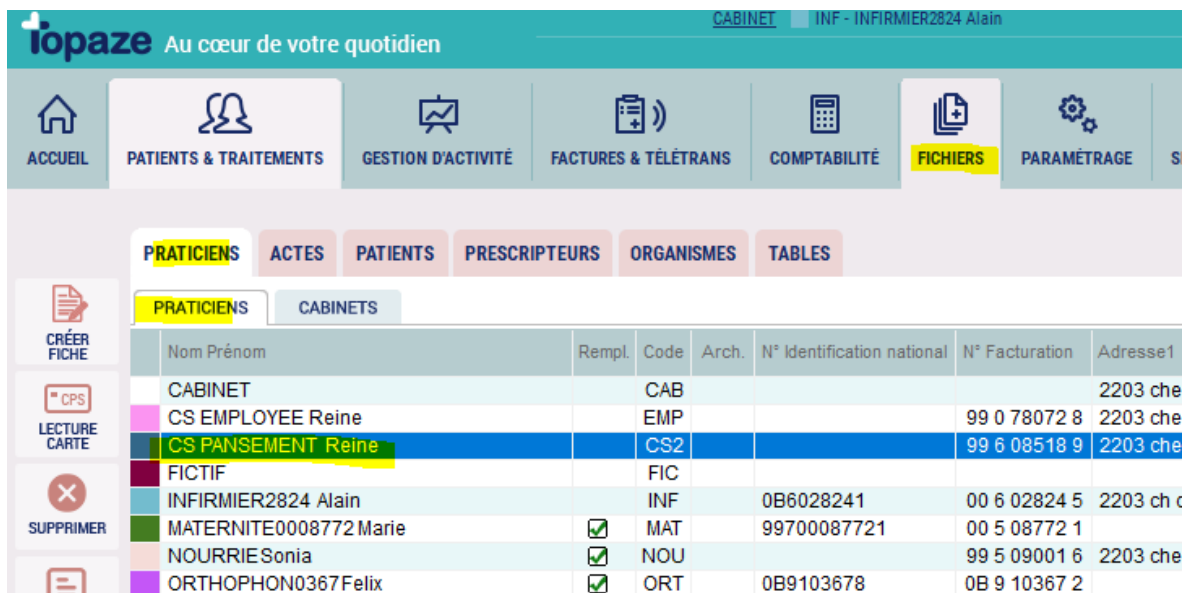 CABINET INF - INFIRMIER2824 Alain
Topaze Au cœur de votre quotidien
ACCUEIL PATIENTS & TRAITEMENTS GESTION D'ACTIVITÉ FACTURES & TÉLÉTRANS COMPTABILITÉ FICHIERS PARAMÉTRAGE
PRATICIENS ACTES PATIENTS PRESCRIPTEURS ORGANISMES TABLES
PRATICIENS CABINETS
CRÉER
FICHE
CPS
LECTURE
CARTE
SUPPRIMER
Nom Prénom Rempl. Code Arch. N° Identification national N° Facturation Adresse1
CABINET CAB 2203 che
CS EMPLOYEE Reine EMP 99 0 78072 8 2203 che
CS PANSEMENT Reine CS2 99 6 08518 9 2203 che
FICTIF FIC
INFIRMIER2824 Alain INF 0B6028241 00 6 02824 5 2203 ch
MATERNITE0008772 Marie MAT 99700087721 00 5 08772 1
NOURRIE Sonia NOU 99 5 09001 6 2203 che
ORTHOPHON0367 Felix ORT 0B9103678 0B 9 10367 2